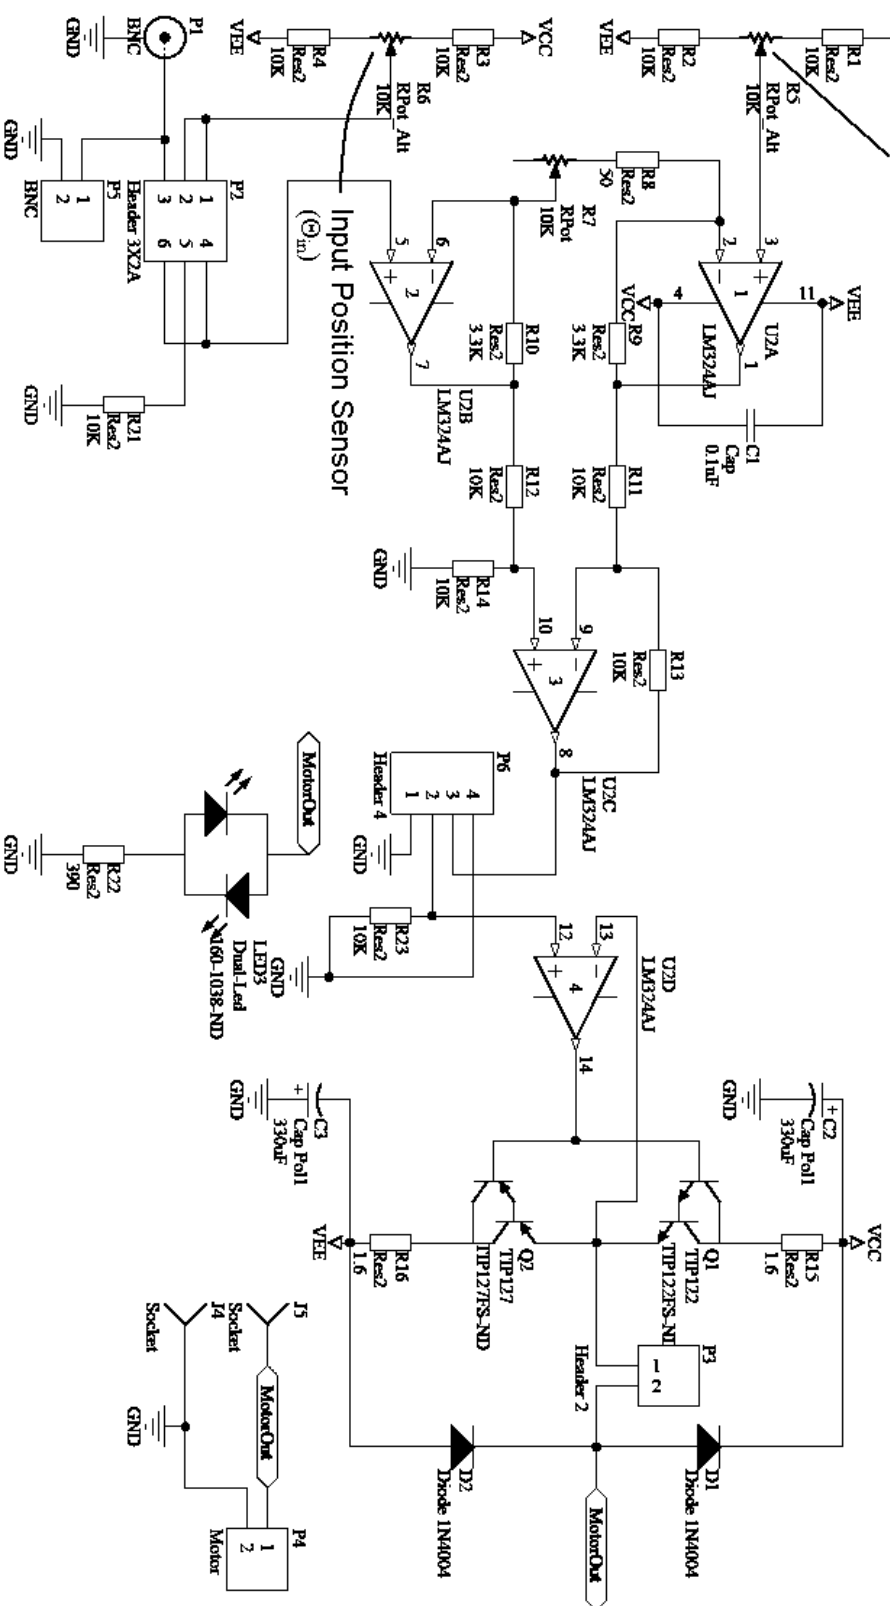 P1
BNC
GND
VEE
R4
Res2
10K
R6
RPot_Alt
10K
R3
Res2
10K
VCC
VEE
R2
Res2
10K
R5
RPot_Alt
10K
R1
Res2
10K
GND
P5
BNC
1
2
P2
Header 3X2A
1
2
3
4
5
6
GND
R21
Res2
10K
Input Position Sensor
(Θin)
R7
RPot
10K
R8
Res2
50
5
6
7
2
+
−
U2B
LM324AJ
R10
Res2
3.3K
R9
Res2
3.3K
VCC
4
2
3
1
+
−
1
11
VEE
U2A
LM324AJ
C1
Cap
0.1nF
R12
Res2
10K
R11
Res2
10K
GND
R14
Res2
10K
10
9
8
3
+
−
R13
Res2
10K
U2C
LM324AJ
P6
Header 4
1
2
3
4
GND
MotorOut
GND
R22
Res2
390
LED3
Dual-Led
160-1038-ND
GND
R23
Res2
10K
12
13
14
4
+
−
U2D
LM324AJ
GND
C3
Cap Pol1
330uF
+
GND
C2
Cap Pol1
330uF
+
VEE
R16
Res2
1.6
Q2
TIP127
TIP127FS-ND
Q1
TIP122
TIP122FS-ND
R15
Res2
1.6
VCC
P3
Header 2
1
2
J5
Socket
J4
Socket
MotorOut
GND
P4
Motor
1
2
D2
Diode 1N4004
D1
Diode 1N4004
MotorOut